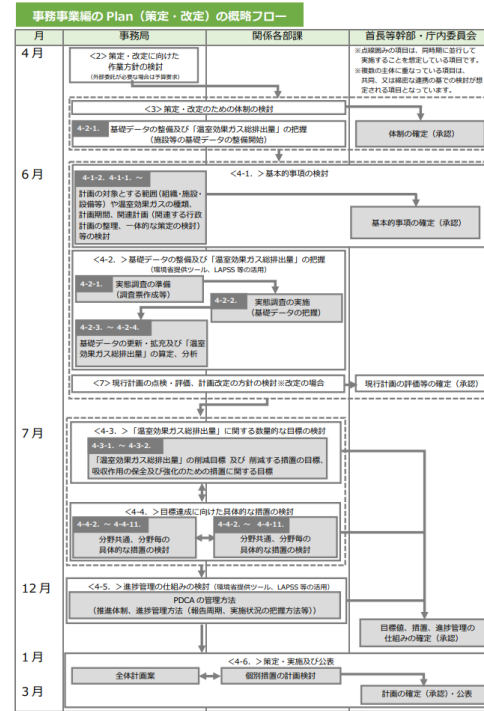 事務事業編の Plan（策定・改定）の概略フロー
月
事務局
関係各部課
首長等幹部・庁内委員会
4 月
<2> 策定・改定に向けた
作業方針の検討
（外部委託が必要な場合は予算要求）
※点線囲みの項目は、同時期に並行して
実施することを想定している項目です。
※複数の主体に重なっている項目は、
共同、又は綿密な連携の基での検討が想
定される項目となっています。
<3> 策定・改定のための体制の検討
4-2-1. 基礎データの整備及び「温室効果ガス総排出量」の把握
（施設等の基礎データの整備開始）
体制の確定（承認）
6 月
<4-1. > 基本的事項の検討
4-1-2. 4-1-1. ～
計画の対象とする範囲（組織・施設・
設備等）や温室効果ガスの種類、
計画期間、関連計画（関連する行政
計画の整理、一体的な策定の検討）
等の検討
基本的事項の確定（承認）
<4-2. > 基礎データの整備及び「温室効果ガス総排出量」の把握
（環境省提供ツール、LAPSS 等の活用）
4-2-1. 実態調査の準備
（調査票作成等）
4-2-2. 実態調査の実施
（基礎データの把握）
4-2-3. ～ 4-2-4.
基礎データの更新・拡充及び「温室
効果ガス総排出量」の算定、分析
<7> 現行計画の点検・評価、計画改定の方針の検討※改定の場合
現行計画の評価等の確定（承認）
7 月
<4-3. >「温室効果ガス総排出量」に関する数量的な目標の検討
4-3-1. ～ 4-3-2.
「温室効果ガス総排出量」の削減目標 及び 削減する措置の目標、
吸収作用の保全及び強化のための措置に関する目標
<4-4. > 目標達成に向けた具体的な措置の検討
4-4-2. ～ 4-4-11.
分野共通、分野毎の
具体的な措置の検討
4-4-2. ～ 4-4-11.
分野共通、分野毎の
具体的な措置の検討
12 月
<4-5. > 進捗管理の仕組みの検討（環境省提供ツール、LAPSS 等の活用）
PDCA の管理方法
（推進体制、進捗管理方法（報告周期、実施状況の把握方法等））
目標値、措置、進捗管理の
仕組みの確定（承認）
1 月
<4-6. > 策定・実施及び公表
全体計画案
個別措置の計画検討
3 月
計画の確定（承認）・公表